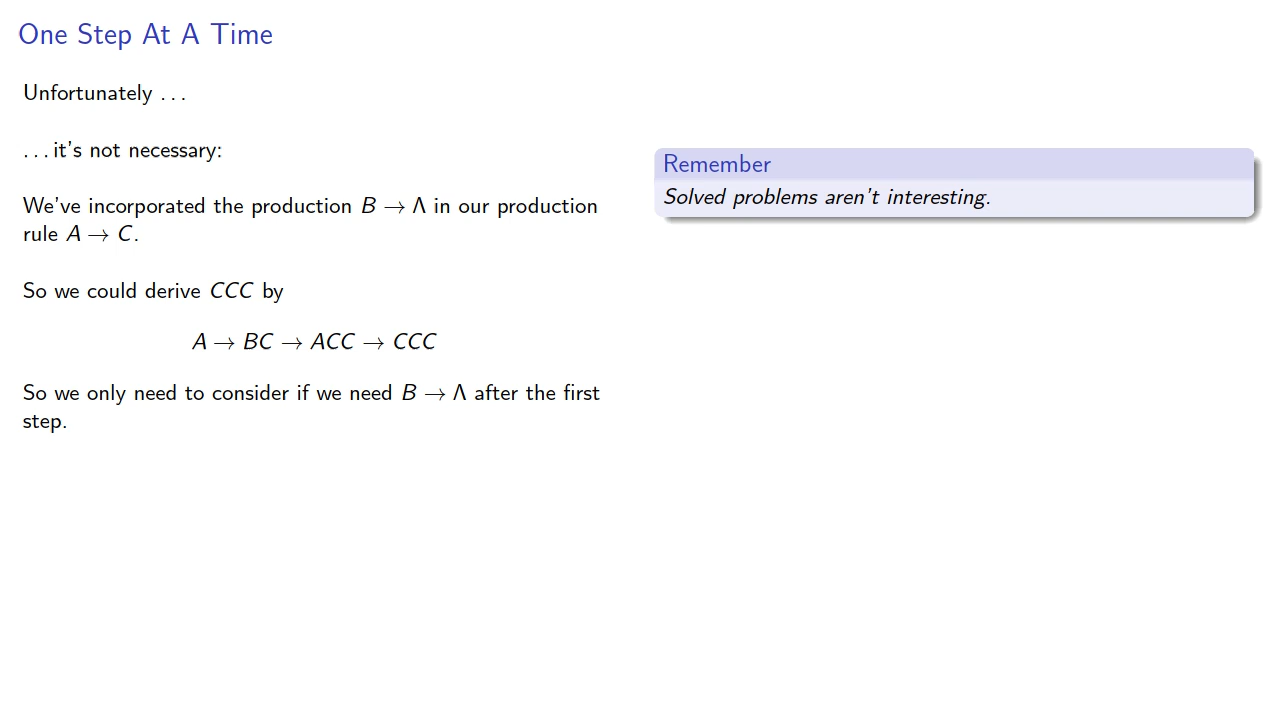 One Step At A Time
Unfortunately . . .
. . . it's not necessary:
We've incorporated the production B → Λ in our production
rule A → C.
So we could derive CCC by
A → BC → ACC → CCC
So we only need to consider if we need B → Λ after the first
step.
Remember
Solved problems aren't interesting.